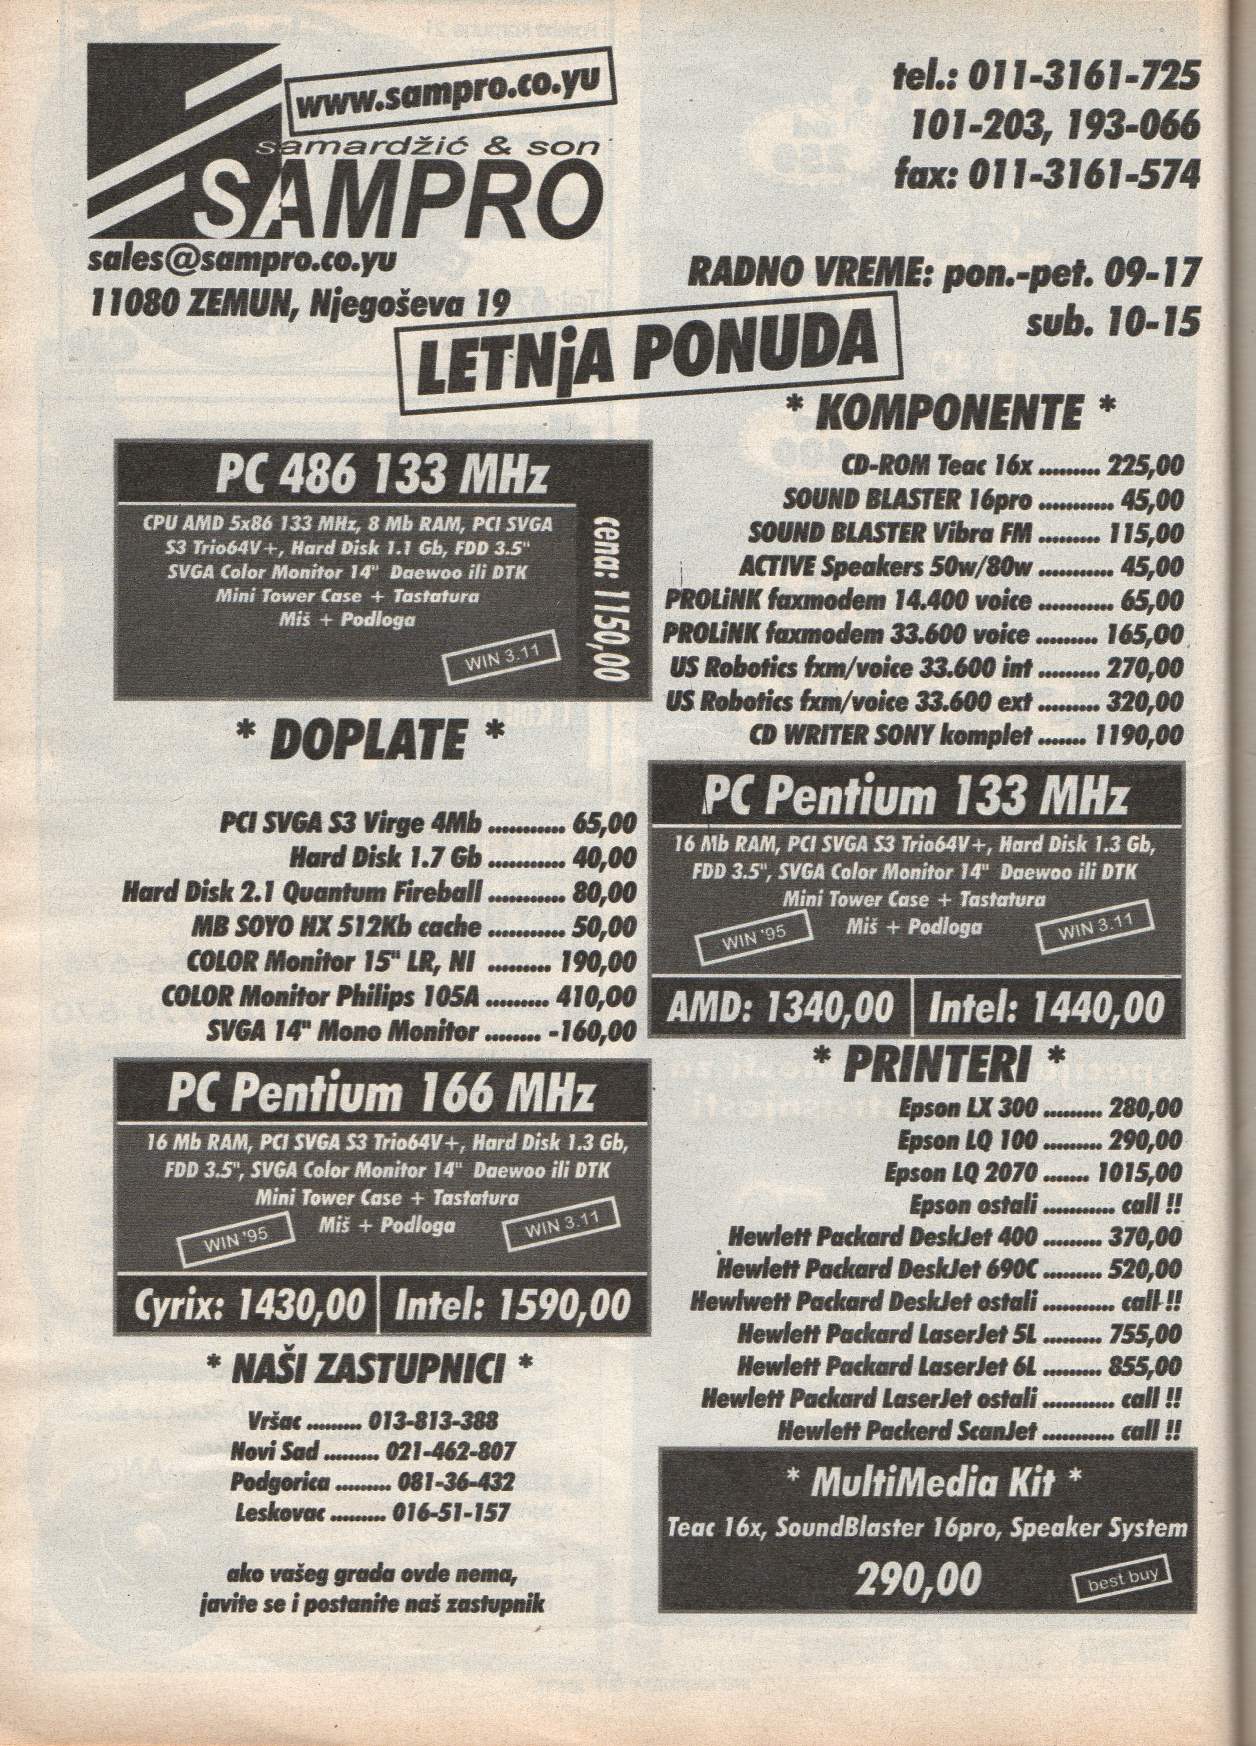 www.sampro.co.yu
samardžić & son
SAMPRO
sales@sampro.co.yu
11080 ZEMUN, Njegoševa 19
tel.: 011-3161-725
101-203, 193-066
fax: 011-3161-574
RADNO VREME: pon.-pet. 09-17
sub. 10-15
LETNjA PONUDA
PC 486 133 MHz
CPU AMD 5x86 133 MHz, 8 Mb RAM, PCI SVGA
S3 Trio64V+, Hard Disk 1.1 Gb, FDD 3.5"
SVGA Color Monitor 14" Daewoo ili DTK
Mini Tower Case + Tastatura
Miš + Podloga
WIN 3.11
cena: 1150,00
* DOPLATE *
PCI SVGA S3 Virge 4Mb ........... 65,00
Hard Disk 1.7 Gb ........... 40,00
Hard Disk 2.1 Quantum Fireball ........... 80,00
MB SOYO HX 512Kb cache ........... 50,00
COLOR Monitor 15" LR, NI ......... 190,00
COLOR Monitor Philips 105A ......... 410,00
SVGA 14" Mono Monitor ........ -160,00
PC Pentium 166 MHz
16 Mb RAM, PCI SVGA S3 Trio64V+, Hard Disk 1.3 Gb,
FDD 3.5", SVGA Color Monitor 14" Daewoo ili DTK
Mini Tower Case + Tastatura
Miš + Podloga
WIN '95
WIN 3.11
Cyrix: 1430,00
Intel: 1590,00
* NAŠI ZASTUPNICI *
Vršac ......... 013-813-388
Novi Sad ......... 021-462-807
Podgorica ......... 081-36-432
Leskovac ......... 016-51-157
ako vašeg grada ovde nema,
javite se i postanite naš zastupnik
* KOMPONENTE *
CD-ROM Teac 16x ......... 225,00
SOUND BLASTER 16pro ........... 45,00
SOUND BLASTER Vibra FM ......... 115,00
ACTIVE Speakers 50w/80w ........... 45,00
PROLiNK faxmodem 14.400 voice ........... 65,00
PROLiNK faxmodem 33.600 voice ......... 165,00
US Robotics fxm/voice 33.600 int ......... 270,00
US Robotics fxm/voice 33.600 ext ......... 320,00
CD WRITER SONY komplet ....... 1190,00
PC Pentium 133 MHz
16 Mb RAM, PCI SVGA S3 Trio64V+, Hard Disk 1.3 Gb,
FDD 3.5", SVGA Color Monitor 14" Daewoo ili DTK
Mini Tower Case + Tastatura
Miš + Podloga
WIN '95
WIN 3.11
AMD: 1340,00
Intel: 1440,00
* PRINTERI *
Epson LX 300 ......... 280,00
Epson LQ 100 ......... 290,00
Epson LQ 2070 ....... 1015,00
Epson ostali ........... call !!
Hewlett Packard DeskJet 400 ......... 370,00
Hewlett Packard DeskJet 690C ......... 520,00
Hewlwett Packard DeskJet ostali ........... call !!
Hewlett Packard LaserJet 5L ......... 755,00
Hewlett Packard LaserJet 6L ......... 855,00
Hewlett Packard LaserJet ostali ........... call !!
Hewlett Packerd ScanJet ........... call !!
* MultiMedia Kit *
Teac 16x, SoundBlaster 16pro, Speaker System
290,00
best buy